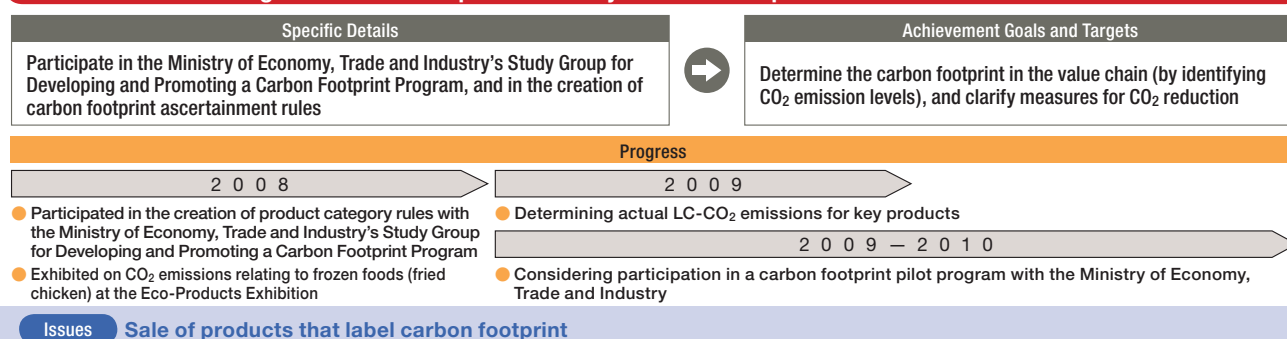 Specific Details
Participate in the Ministry of Economy, Trade and Industry's Study Group for
Developing and Promoting a Carbon Footprint Program, and in the creation of
carbon footprint ascertainment rules
Achievement Goals and Targets
Determine the carbon footprint in the value chain (by identifying
CO₂ emission levels), and clarify measures for CO₂ reduction
Progress
2008
● Participated in the creation of product category rules with
the Ministry of Economy, Trade and Industry's Study Group
for Developing and Promoting a Carbon Footprint Program
● Exhibited on CO₂ emissions relating to frozen foods (fried
chicken) at the Eco-Products Exhibition
2009
● Determining actual LC-CO₂ emissions for key products
2009—2010
● Considering participation in a carbon footprint pilot program with the Ministry of Economy,
Trade and Industry
Issues Sale of products that label carbon footprint